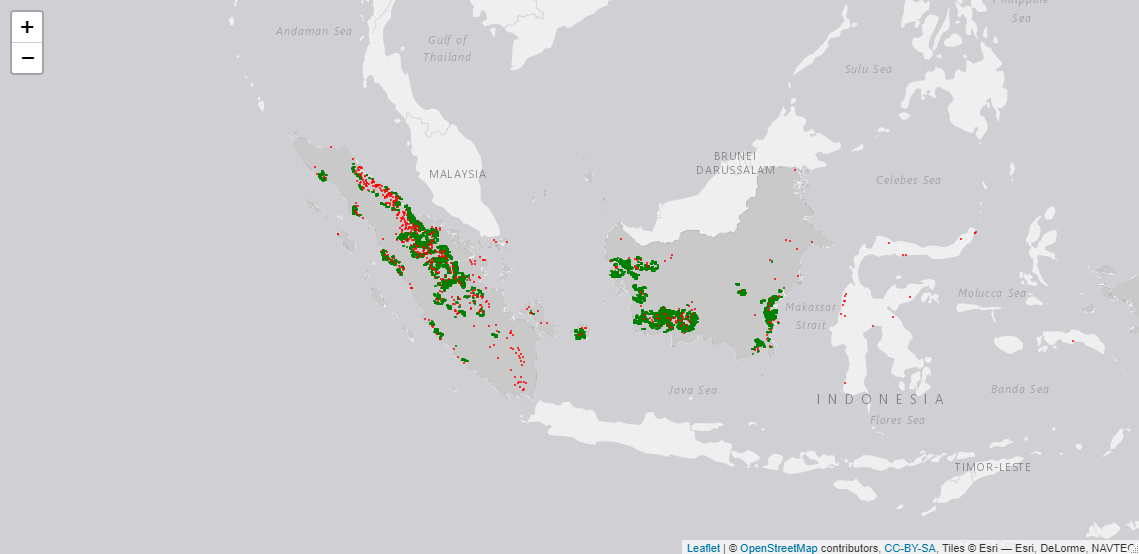 +
−
Andaman Sea
Gulf of
Thailand
Philippine
Sea
Sulu Sea
BRUNEI
DARUSSALAM
MALAYSIA
Celebes Sea
Molucca Sea
Makassar
Strait
Java Sea
Banda Sea
INDONESIA
Flores Sea
TIMOR-LESTE
Leaflet | © OpenStreetMap contributors, CC-BY-SA, Tiles © Esri — Esri, DeLorme, NAVTEQ